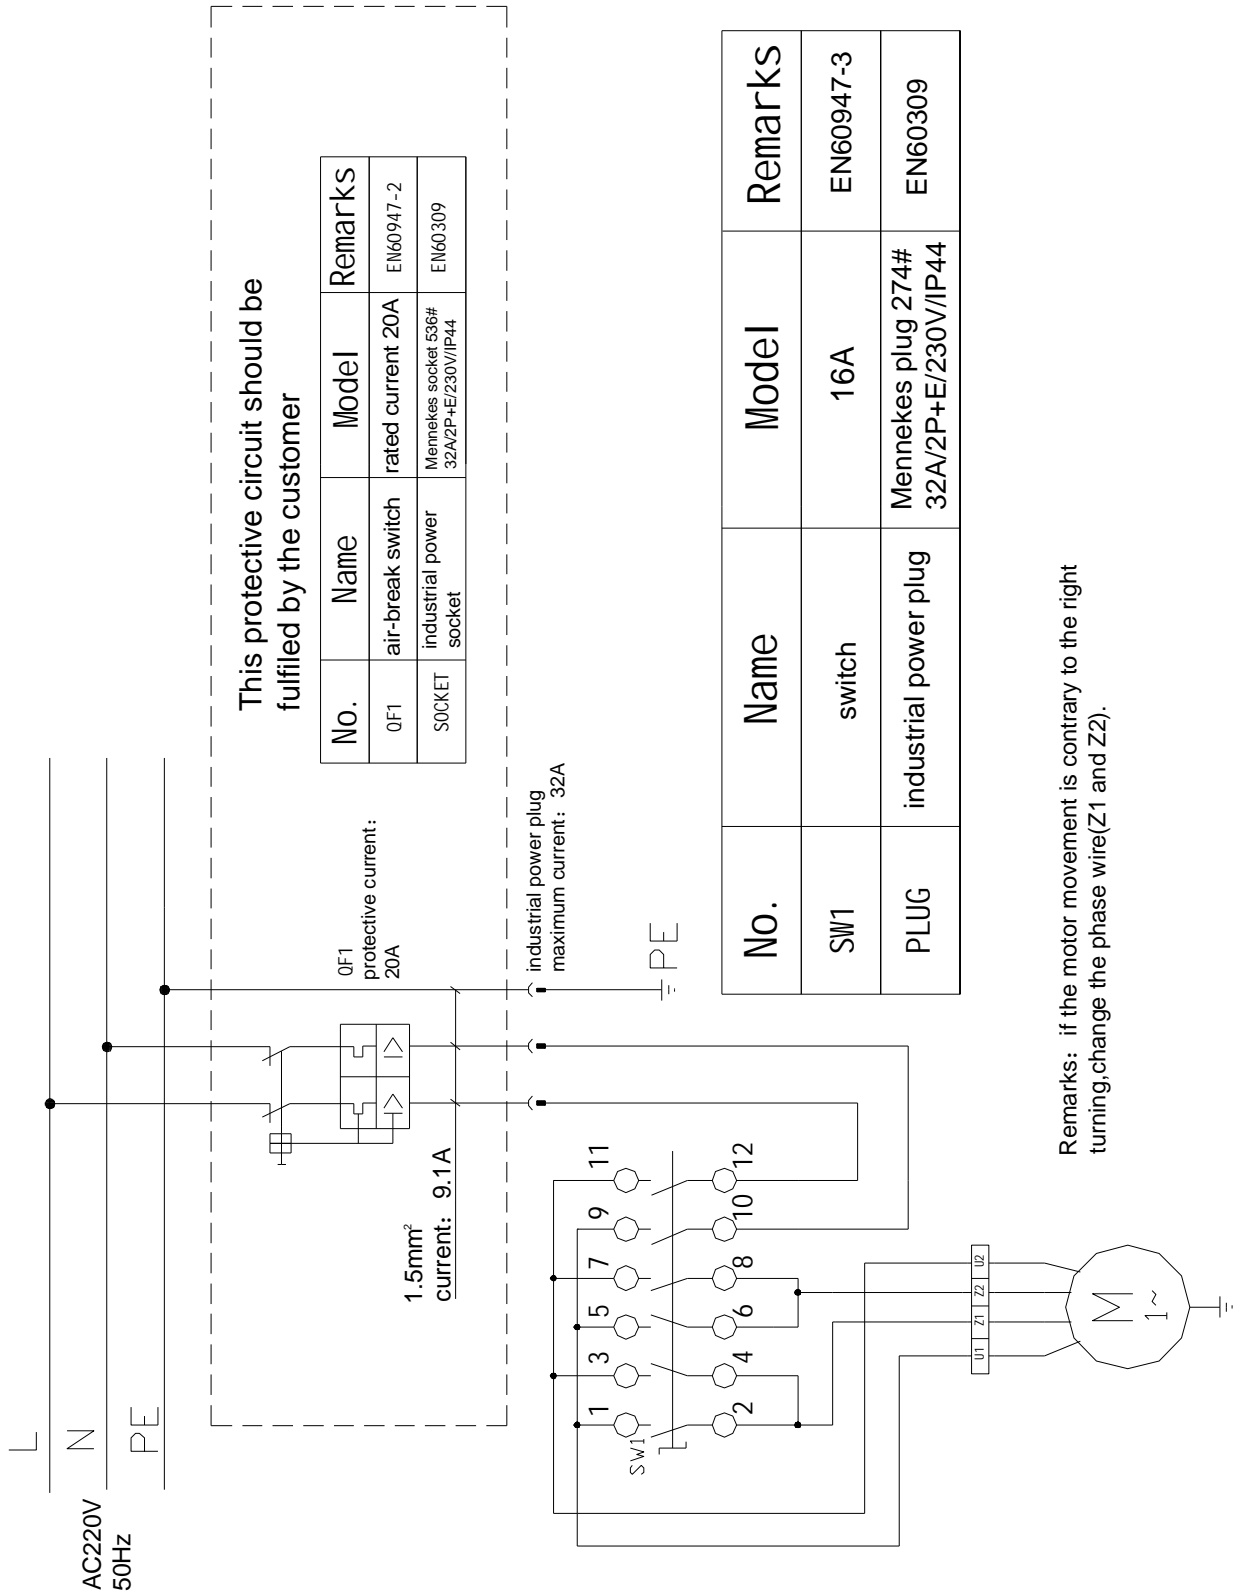 L
N
PE
AC220V
50Hz
This protective circuit should be
fulfiled by the customer
No. Name Model Remarks
QF1 air-break switch rated current 20A EN60947-2
SOCKET industrial power socket Mennekes socket 536# 32A/2P+E/230V/IP44 EN60309
QF1
protective current：
20A
I> I>
1.5mm²
current：9.1A
industrial power plug
maximum current：32A
PE
SW1
1 3 5 7 9 11
2 4 6 8 10 12
U1 Z1 Z2 U2
M
1~
No. Name Model Remarks
SW1 switch 16A EN60947-3
PLUG industrial power plug Mennekes plug 274# 32A/2P+E/230V/IP44 EN60309
Remarks：if the motor movement is contrary to the right
turning,change the phase wire(Z1 and Z2).